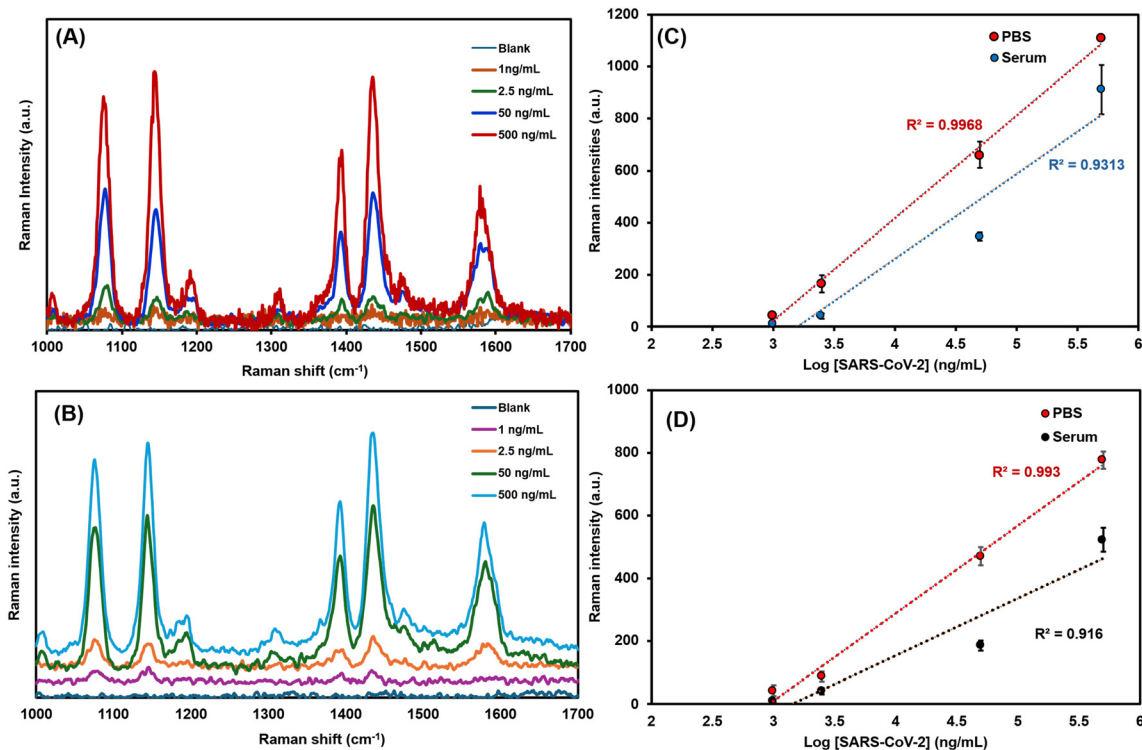 (A)
Blank
1ng/mL
2.5 ng/mL
50 ng/mL
500 ng/mL
Raman Intensity (a.u.)
1000 1100 1200 1300 1400 1500 1600 1700
Raman shift (cm⁻¹)
(C)
PBS
Serum
1200
1000
800
600
400
200
0
R² = 0.9968
R² = 0.9313
Raman intensities (a.u.)
2 2.5 3 3.5 4 4.5 5 5.5 6
Log [SARS-CoV-2] (ng/mL)
(B)
Blank
1 ng/mL
2.5 ng/mL
50 ng/mL
500 ng/mL
Raman intensity (a.u.)
1000 1100 1200 1300 1400 1500 1600 1700
Raman shift (cm⁻¹)
(D)
PBS
Serum
1000
800
600
400
200
0
R² = 0.993
R² = 0.916
Raman intensity (a.u.)
2 2.5 3 3.5 4 4.5 5 5.5 6
Log [SARS-CoV-2] (ng/mL)